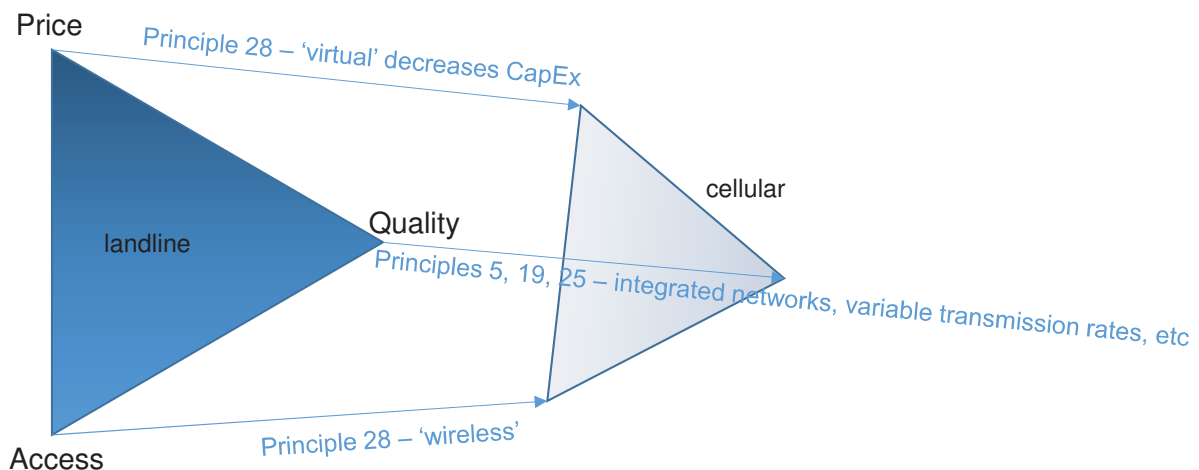 Price
Principle 28 – ‘virtual’ decreases CapEx
cellular
Quality
landline
Principles 5, 19, 25 – integrated networks, variable transmission rates, etc
Principle 28 – ‘wireless’
Access